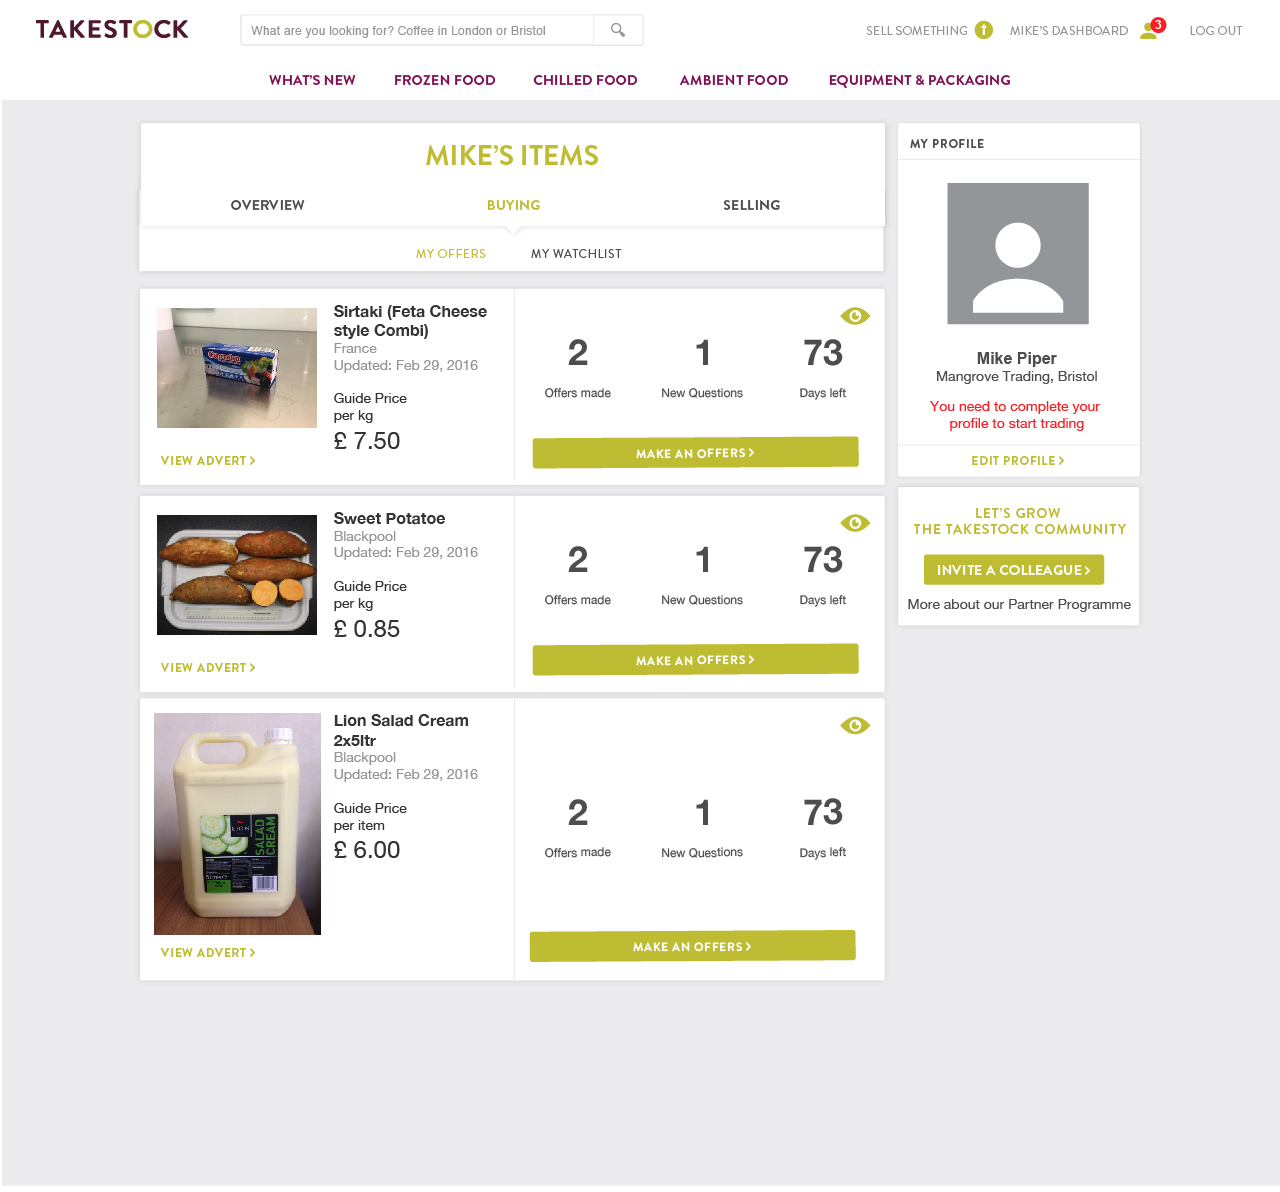 TAKESTOCK
What are you looking for? Coffee in London or Bristol
SELL SOMETHING
MIKE'S DASHBOARD
3
LOG OUT
WHAT'S NEW
FROZEN FOOD
CHILLED FOOD
AMBIENT FOOD
EQUIPMENT & PACKAGING
MIKE'S ITEMS
OVERVIEW
BUYING
SELLING
MY OFFERS
MY WATCHLIST
Sirtaki (Feta Cheese
style Combi)
France
Updated: Feb 29, 2016
Guide Price
per kg
£ 7.50
VIEW ADVERT >
2
1
73
Offers made
New Questions
Days left
MAKE AN OFFERS >
Sweet Potatoe
Blackpool
Updated: Feb 29, 2016
Guide Price
per kg
£ 0.85
VIEW ADVERT >
2
1
73
Offers made
New Questions
Days left
MAKE AN OFFERS >
LION
SALAD
CREAM
Lion Salad Cream
2x5ltr
Blackpool
Updated: Feb 29, 2016
Guide Price
per item
£ 6.00
VIEW ADVERT >
2
1
73
Offers made
New Questions
Days left
MAKE AN OFFERS >
MY PROFILE
Mike Piper
Mangrove Trading, Bristol
You need to complete your
profile to start trading
EDIT PROFILE >
LET'S GROW
THE TAKESTOCK COMMUNITY
INVITE A COLLEAGUE >
More about our Partner Programme